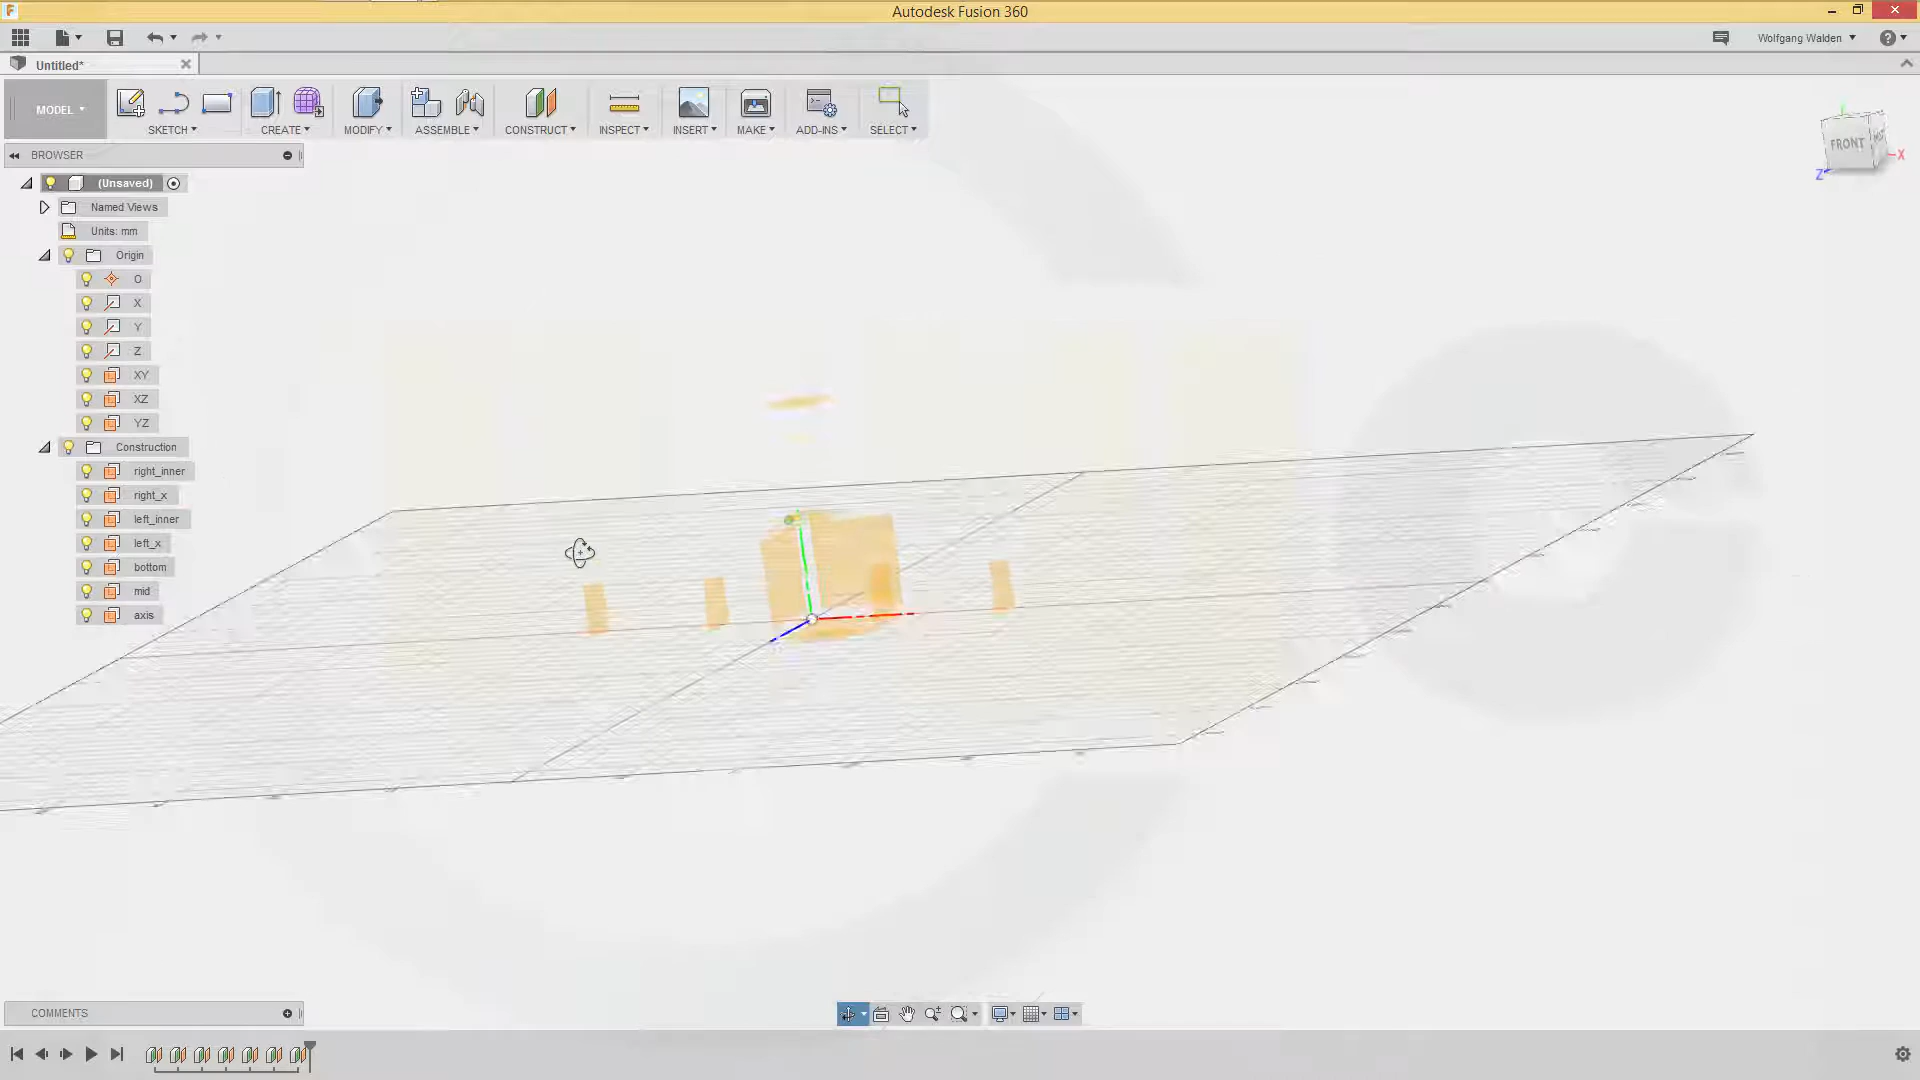 Autodesk Fusion 360
Wolfgang Walden
Untitled*
MODEL
SKETCH
CREATE
MODIFY
ASSEMBLE
CONSTRUCT
INSPECT
INSERT
MAKE
ADD-INS
SELECT
BROWSER
(Unsaved)
Named Views
Units: mm
Origin
O
X
Y
Z
XY
XZ
YZ
Construction
right_inner
right_x
left_inner
left_x
bottom
mid
axis
FRONT
X
Z
COMMENTS